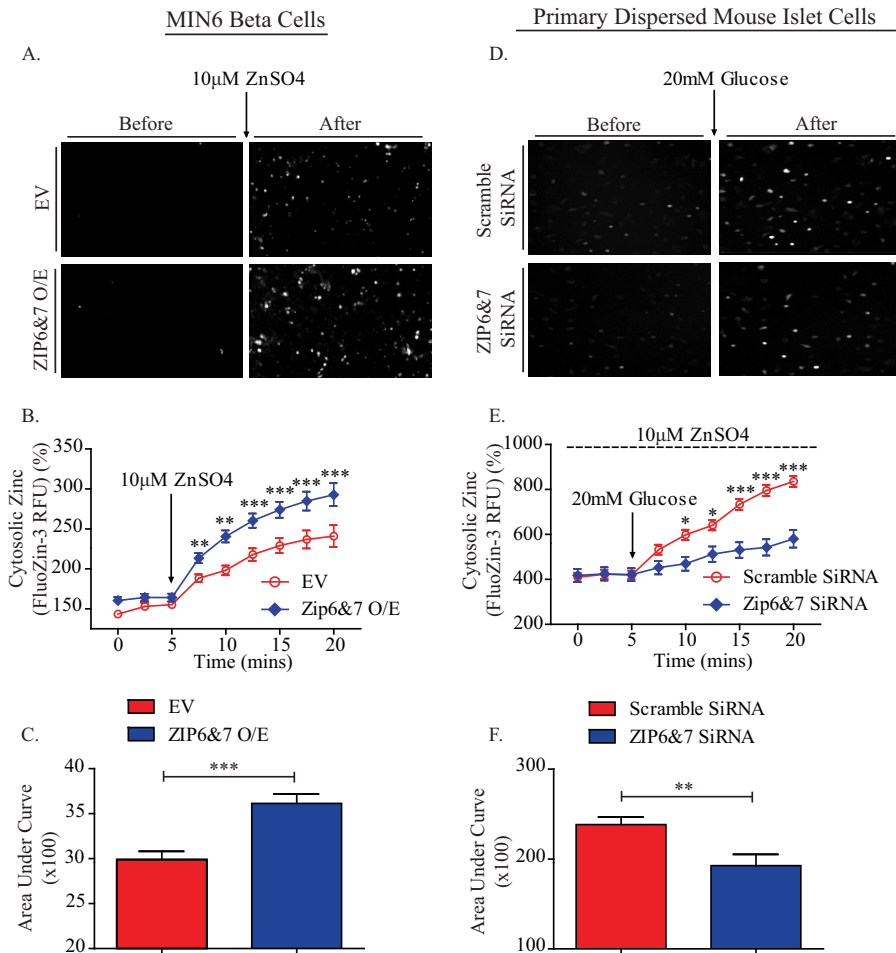 MIN6 Beta Cells
A.
10μM ZnSO4
Before
After
EV
ZIP6&7 O/E
B.
Cytosolic Zinc
(FluoZin-3 RFU) (%)
350
300
250
200
150
10μM ZnSO4
**
**
***
***
***
***
EV
Zip6&7 O/E
0
5
10
15
20
Time (mins)
C.
EV
ZIP6&7 O/E
Area Under Curve
(x100)
40
35
30
25
20
***
Primary Dispersed Mouse Islet Cells
D.
20mM Glucose
Before
After
Scramble
SiRNA
ZIP6&7
SiRNA
E.
Cytosolic Zinc
(FluoZin-3 RFU) (%)
1000
800
600
400
200
10μM ZnSO4
20mM Glucose
*
*
***
***
***
Scramble SiRNA
Zip6&7 SiRNA
0
5
10
15
20
Time (mins)
F.
Scramble SiRNA
ZIP6&7 SiRNA
Area Under Curve
(x100)
300
200
100
**